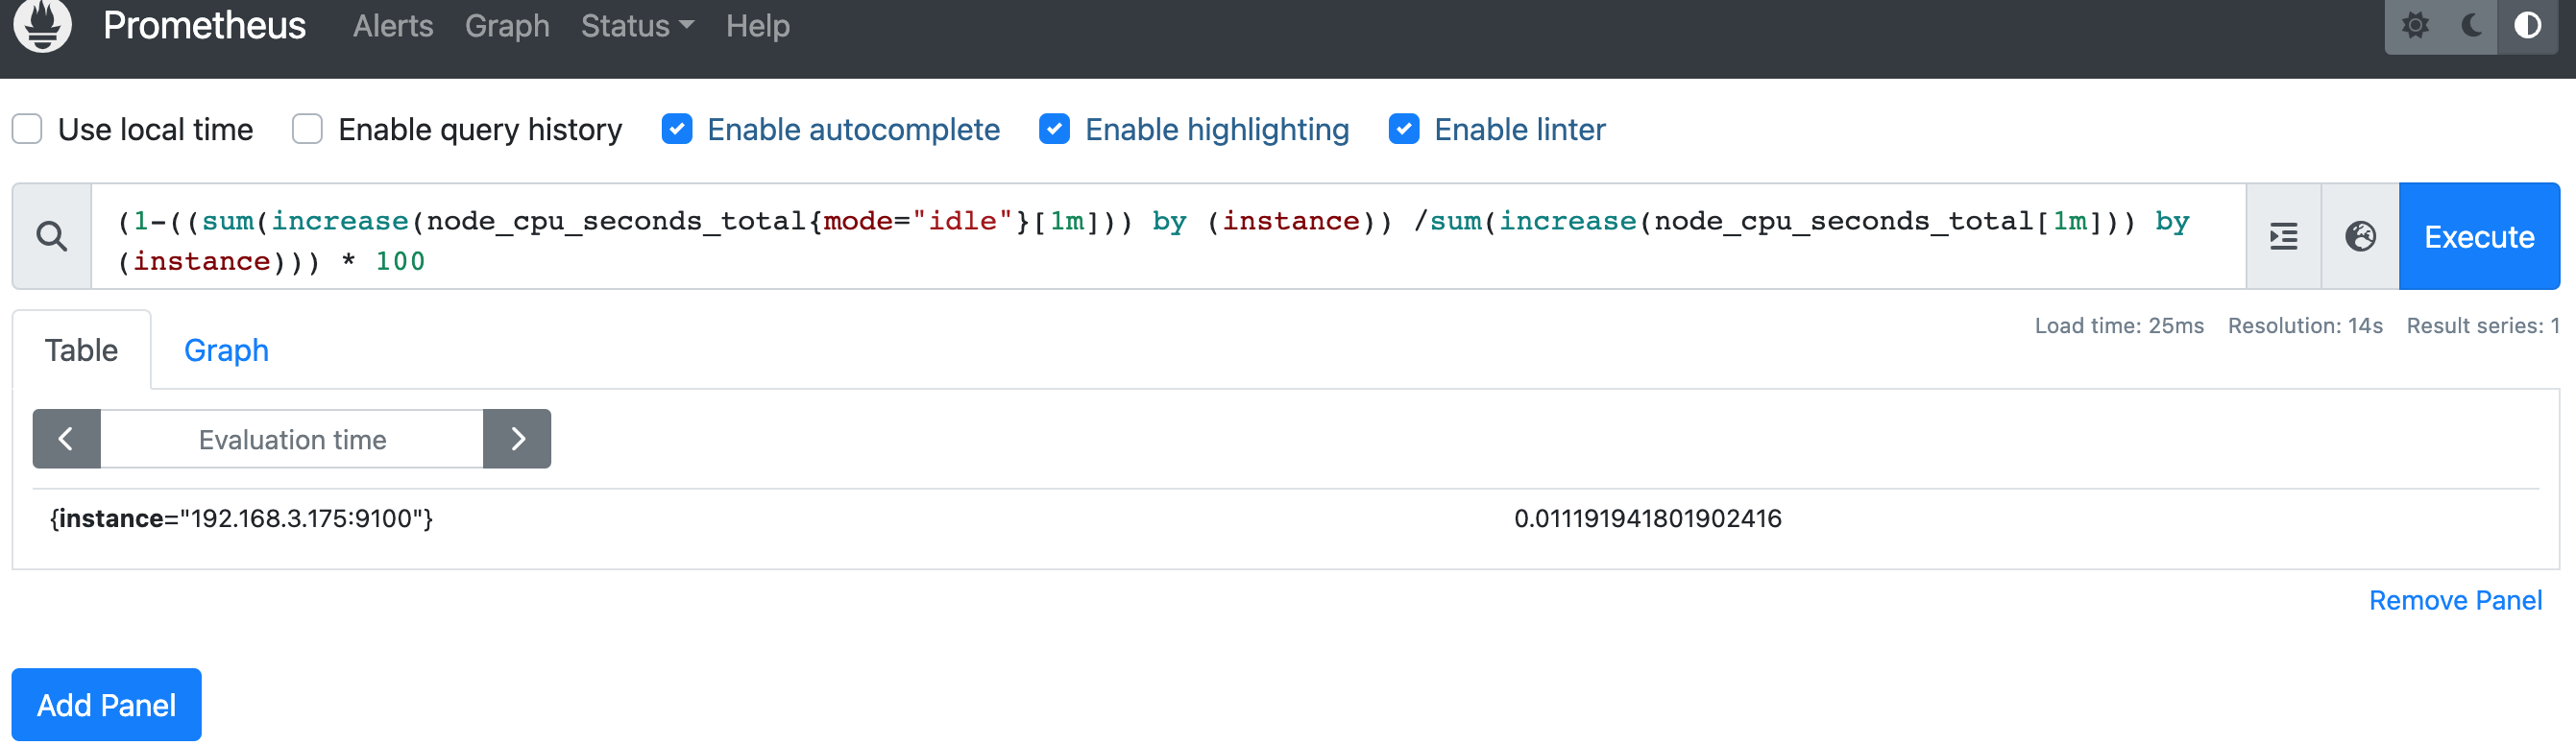 Prometheus Alerts Graph Status Help
Use local time Enable query history Enable autocomplete Enable highlighting Enable linter
(1-((sum(increase(node_cpu_seconds_total{mode="idle"}[1m])) by (instance)) /sum(increase(node_cpu_seconds_total[1m])) by
(instance))) * 100
Execute
Load time: 25ms Resolution: 14s Result series: 1
Table Graph
Evaluation time
{instance="192.168.3.175:9100"} 0.011191941801902416
Remove Panel
Add Panel